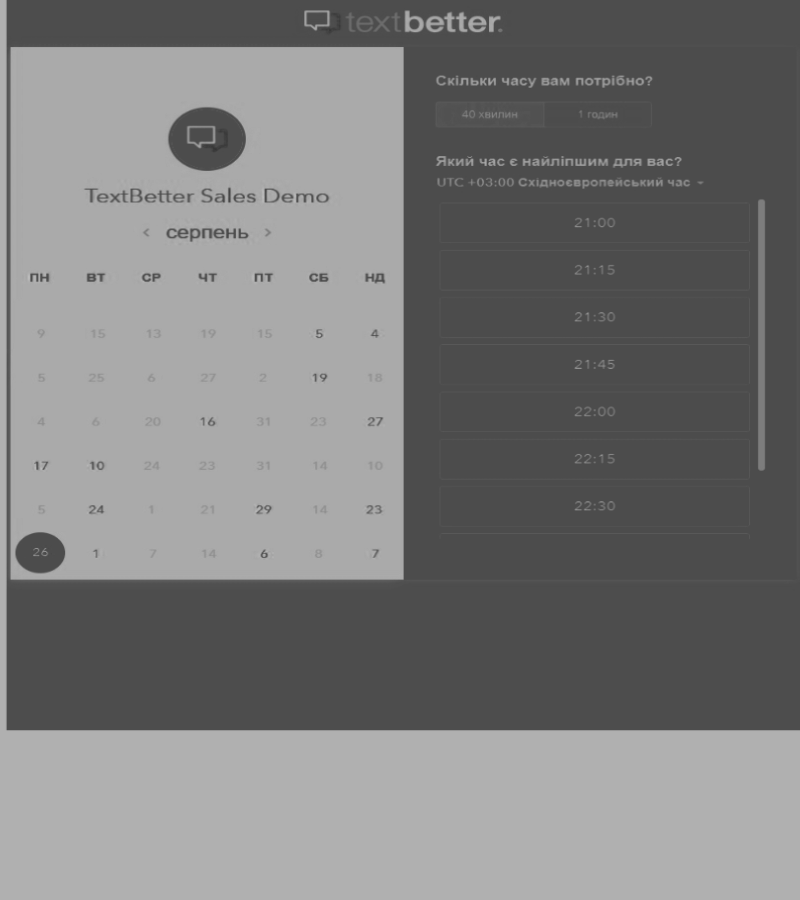 textbetter.
TextBetter Sales Demo
< серпень >
ПН ВТ СР ЧТ ПТ СБ НД
9 15 13 19 15 5 4
5 25 6 27 2 19 18
4 6 20 16 31 23 27
17 10 24 23 31 14 10
5 24 1 21 29 14 23
26 1 7 14 6 8 7
Скільки часу вам потрібно?
40 хвилин 1 годин
Який час є найліпшим для вас?
UTC +03:00 Східноєвропейський час
21:00
21:15
21:30
21:45
22:00
22:15
22:30